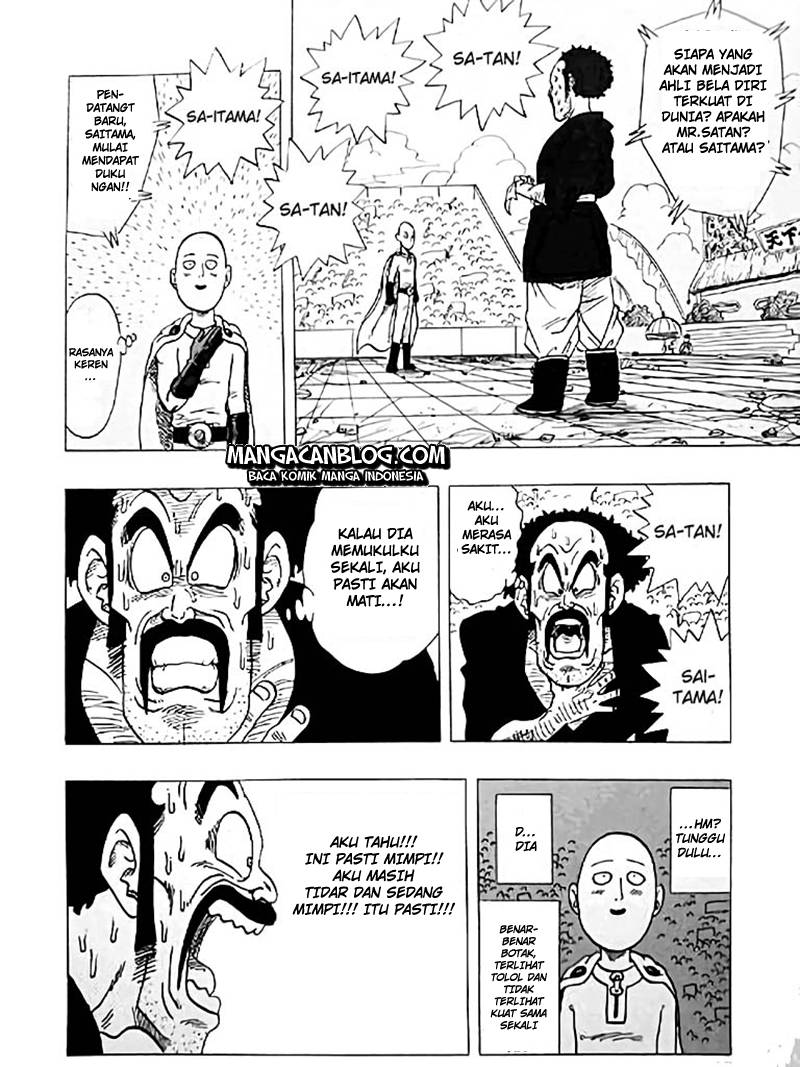 SIAPA YANG
AKAN MENJADI
AHLI BELA DIRI
TERKUAT DI
DUNIA? APAKAH
MR.SATAN?
ATAU SAITAMA?
SA-TAN!
SA-ITAMA!
SA-TAN!
天下一
SA-ITAMA!
PEN-
DATANGT
BARU,
SAITAMA,
MULAI
MENDAPAT
DUKU
NGAN!!
RASANYA
KEREN
...
MANGACANBLOG.COM
BACA KOMIK MANGA INDONESIA
SA-TAN!
AKU...
AKU
MERASA
SAKIT...
SAI-
TAMA!
KALAU DIA
MEMUKULKU
SEKALI, AKU
PASTI AKAN
MATI...!
...HM?
TUNGGU
DULU...
D...
DIA
BENAR-
BENAR
BOTAK,
TERLIHAT
TOLOL DAN
TIDAK
TERLIHAT
KUAT SAMA
SEKALI
AKU TAHU!!!
INI PASTI MIMPI!!
AKU MASIH
TIDAR DAN SEDANG
MIMPI!!! ITU PASTI!!!